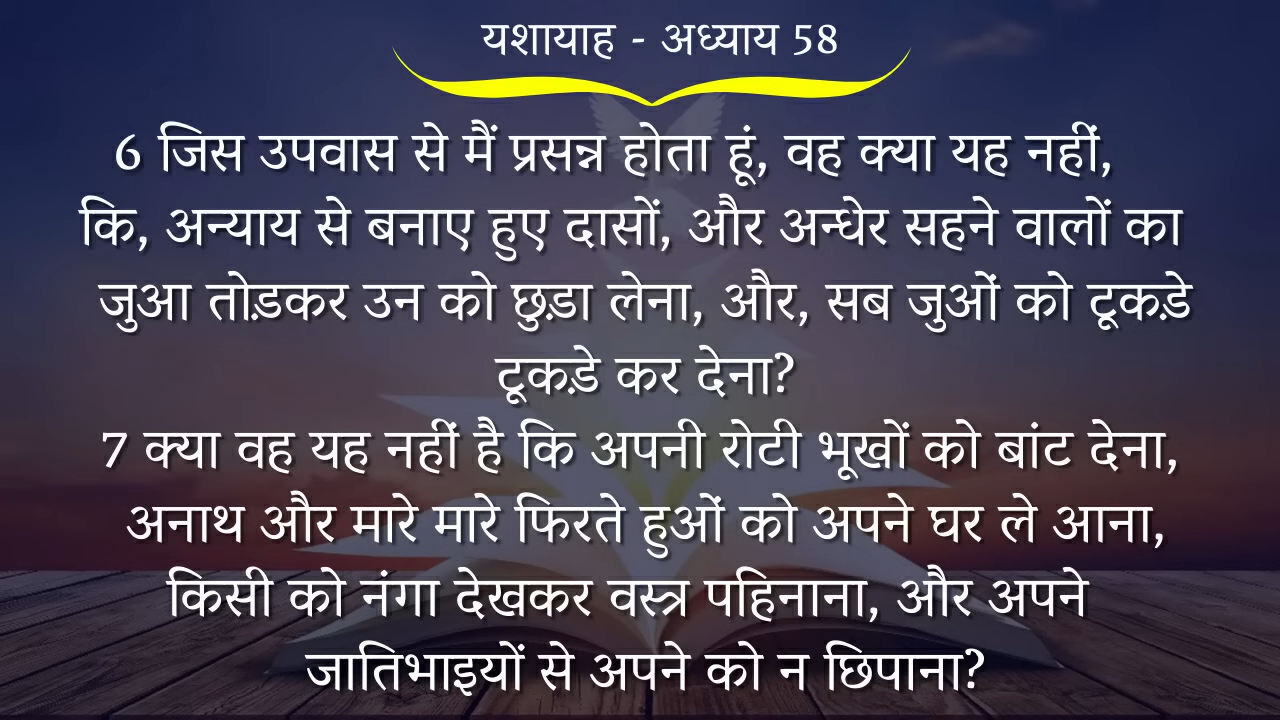 यशायाह - अध्याय 58
6 जिस उपवास से मैं प्रसन्न होता हूं, वह क्या यह नहीं,
कि, अन्याय से बनाए हुए दासों, और अन्धेर सहने वालों का
जुआ तोड़कर उन को छुड़ा लेना, और, सब जुओं को टूकड़े
टूकड़े कर देना?
7 क्या वह यह नहीं है कि अपनी रोटी भूखों को बांट देना,
अनाथ और मारे मारे फिरते हुओं को अपने घर ले आना,
किसी को नंगा देखकर वस्त्र पहिनाना, और अपने
जातिभाइयों से अपने को न छिपाना?